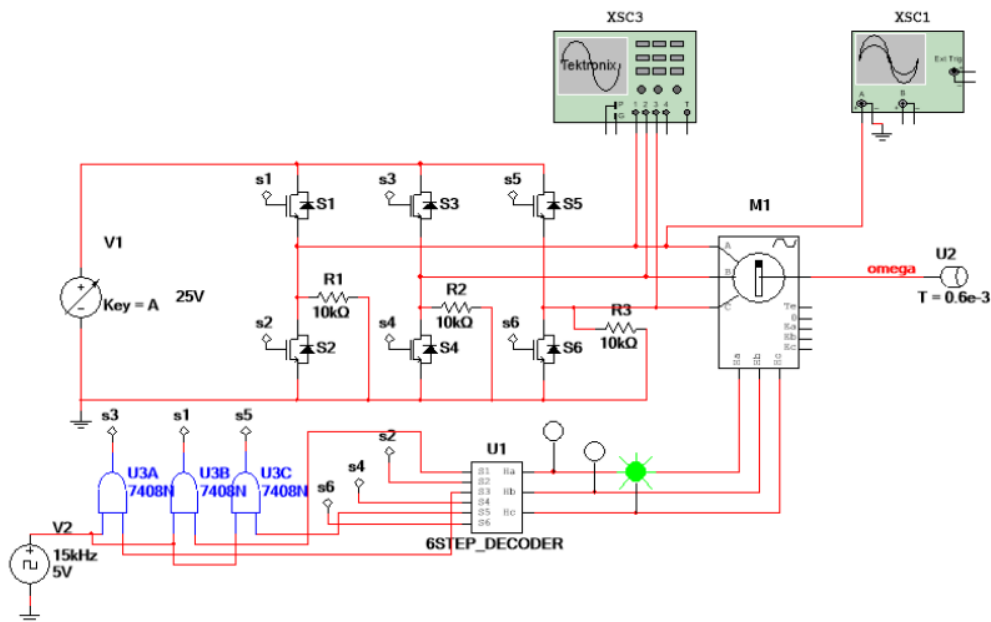 XSC3
XSC1
Tektronix
P
G
1 2 3 4
T
Ext Trig
A
B
s1
S1
s3
S3
s5
S5
M1
V1
Key = A
25V
R1
10kΩ
R2
10kΩ
R3
10kΩ
A
B
C
omega
U2
T = 0.6e-3
Te
s2
S2
s4
S4
s6
S6
Ha
Hb
Hc
s3
s1
s5
U3A
7408N
U3B
7408N
U3C
7408N
s2
s4
s6
U1
S1 Ha
S2
S3 Hb
S4
S5 Hc
S6
6STEP_DECODER
V2
15kHz
5V